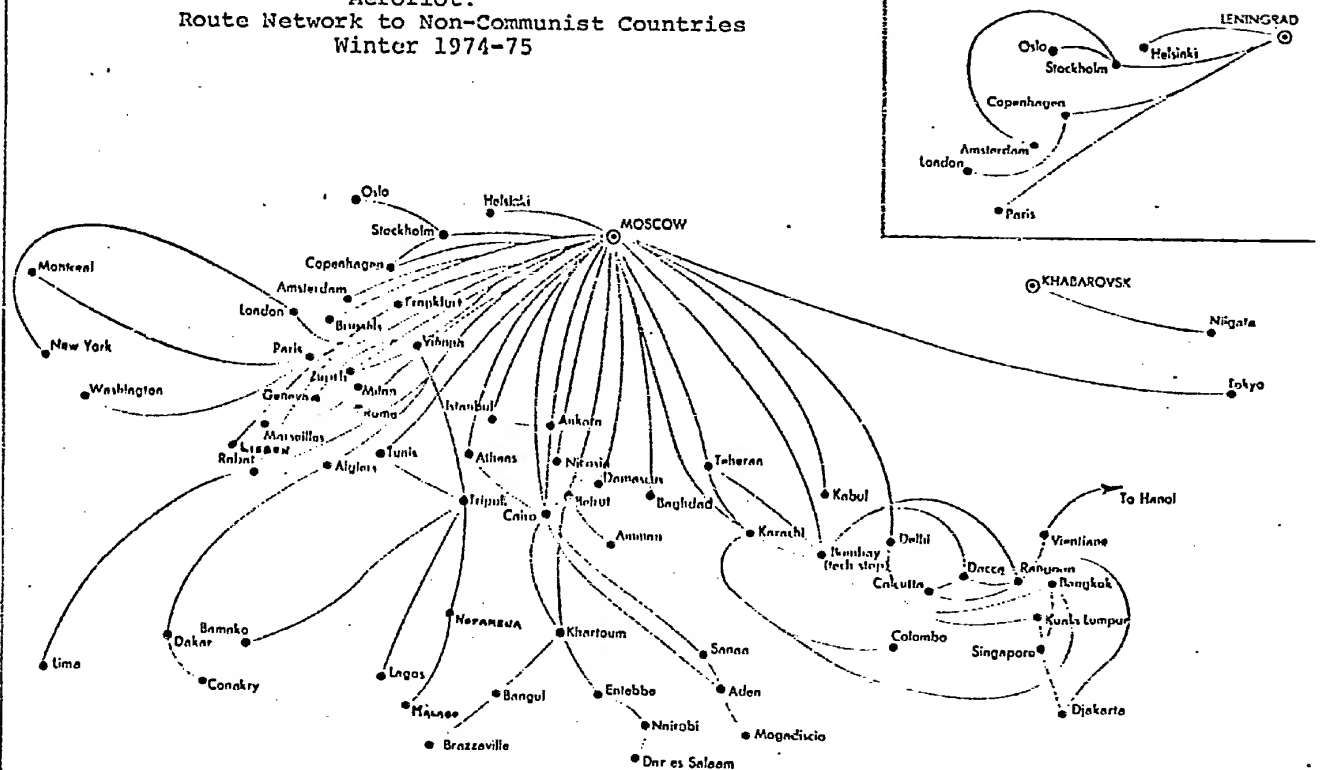 Aeroflot:
Route Network to Non-Communist Countries
Winter 1974-75
LENINGRAD
Oslo
Helsinki
Stockholm
Copenhagen
Amsterdam
London
Paris
Oslo
Helsinki
MOSCOW
Stockholm
Copenhagen
Montreal
Amsterdam
Frankfurt
London
Brussels
KHABAROVSK
Niigata
New York
Paris
Vienna
Zurich
Washington
Milan
Geneva
Tokyo
Rome
Istanbul
Ankara
Marseilles
LISBON
Rabat
Algiers
Tunis
Athens
Nicosia
Teheran
Damascus
Kabul
To Hanoi
Tripoli
Beirut
Baghdad
Cairo
Amman
Karachi
Delhi
Vientiane
Bombay
(tech stop)
Dacca
Rangoon
Calcutta
Bangkok
NDJAMENA
Kuala Lumpur
Bamako
Dakar
Khartoum
Colombo
Singapore
Lima
Sanaa
Conakry
Lagos
Bangui
Entebbe
Aden
MALABO
Djakarta
Nairobi
Mogadiscio
Brazzaville
Dar es Salaam